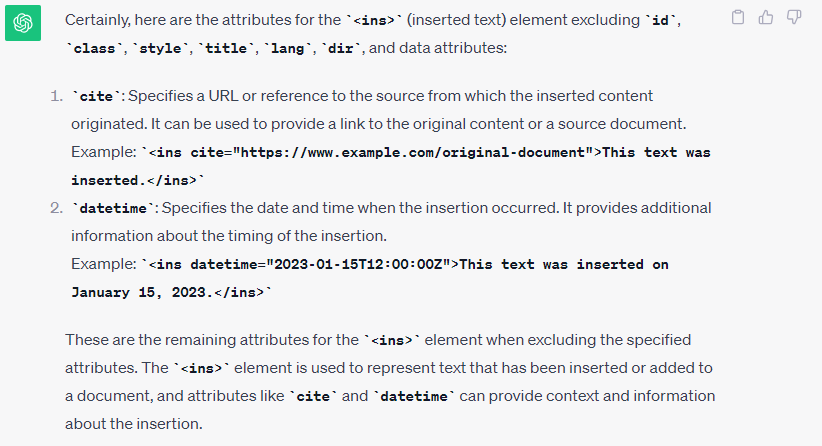 Certainly, here are the attributes for the `<ins>` (inserted text) element excluding `id`,
`class`, `style`, `title`, `lang`, `dir`, and data attributes:
1. `cite`: Specifies a URL or reference to the source from which the inserted content
originated. It can be used to provide a link to the original content or a source document.
Example: `<ins cite="https://www.example.com/original-document">This text was
inserted.</ins>`
2. `datetime`: Specifies the date and time when the insertion occurred. It provides additional
information about the timing of the insertion.
Example: `<ins datetime="2023-01-15T12:00:00Z">This text was inserted on
January 15, 2023.</ins>`
These are the remaining attributes for the `<ins>` element when excluding the specified
attributes. The `<ins>` element is used to represent text that has been inserted or added to
a document, and attributes like `cite` and `datetime` can provide context and information
about the insertion.